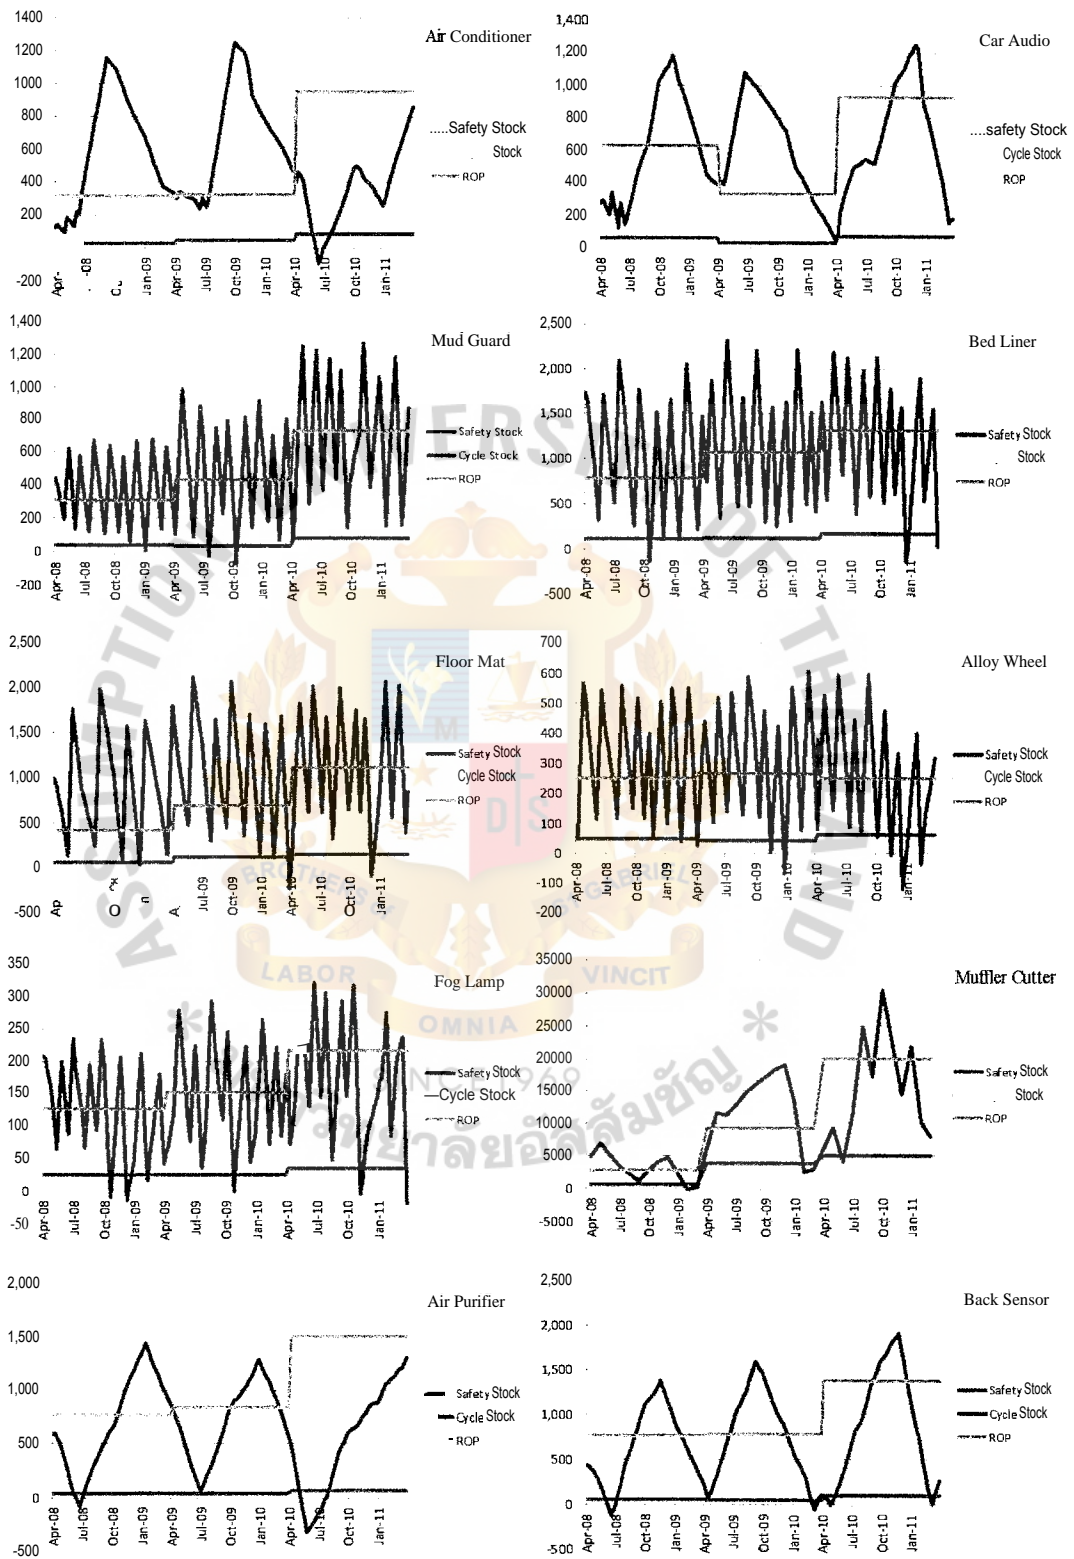 1400
1200
1000
800
600
400
200
-200
Air Conditioner
.....Safety Stock
Stock
ROP
Apr-
-08
Jan-09
Apr-09
Jul-09
Oct-09
Jan-10
Apr-10
Jul-10
Oct-10
Jan-11
1,400
1,200
1,000
800
600
400
200
0
Car Audio
....safety Stock
Cycle Stock
ROP
Apr-08
Jul-08
Oct-08
Jan-09
Apr-09
Jul-09
Oct-09
Jan-10
Apr-10
Jul-10
Oct-10
Jan-11
1,400
1,200
1,000
800
600
400
200
0
-200
Mud Guard
Safety Stock
Cycle Stock
ROP
Apr-08
Jul-08
Oct-08
Jan-09
Apr-09
Jul-09
Oct-09
Jan-10
Apr-10
Jul-10
Oct-10
Jan-11
2,500
2,000
1,500
1,000
500
0
-500
Bed Liner
Safety Stock
Stock
ROP
Apr-08
Jul-08
Oct-08
Jan-09
Apr-09
Jul-09
Oct-09
Jan-10
Apr-10
Jul-10
Oct-10
Jan-11
2,500
2,000
1,500
1,000
500
0
-500
Floor Mat
Safety Stock
Cycle Stock
ROP
Ap
O
n
A
Jul-09
Oct-09
Jan-10
Apr-10
Jul-10
Oct-10
Jan-11
700
600
500
400
300
200
100
0
-100
-200
Alloy Wheel
Safety Stock
Cycle Stock
ROP
Apr-08
Jul-08
Oct-08
Jan-09
Apr-09
Jul-09
Oct-09
Jan-10
Apr-10
Jul-10
Oct-10
Jan-11
350
300
250
200
150
100
50
0
-50
Fog Lamp
Safety Stock
Cycle Stock
ROP
Apr-08
Jul-08
Oct-08
Jan-09
Apr-09
Jul-09
Oct-09
Jan-10
Apr-10
Jul-10
Oct-10
Jan-11
35000
30000
25000
20000
15000
10000
5000
0
-5000
Muffler Cutter
Safety Stock
Stock
ROP
Apr-08
Jul-08
Oct-08
Jan-09
Apr-09
Jul-09
Oct-09
Jan-10
Apr-10
Jul-10
Oct-10
Jan-11
2,000
1,500
1,000
500
0
-500
Air Purifier
Safety Stock
Cycle Stock
ROP
Apr-08
Jul-08
Oct-08
Jan-09
Apr-09
Jul-09
Oct-09
Jan-10
Apr-10
Jul-10
Oct-10
Jan-11
2,500
2,000
1,500
1,000
500
0
-500
Back Sensor
Safety Stock
Cycle Stock
ROP
Apr-08
Jul-08
Oct-08
Jan-09
Apr-09
Jul-09
Oct-09
Jan-10
Apr-10
Jul-10
Oct-10
Jan-11
ASSUMPTION UNIVERSITY OF THAILAND
BROTHERS OF
ST GABRIEL
M
D S
LABOR
OMNIA
VINCIT
SINCE 1969